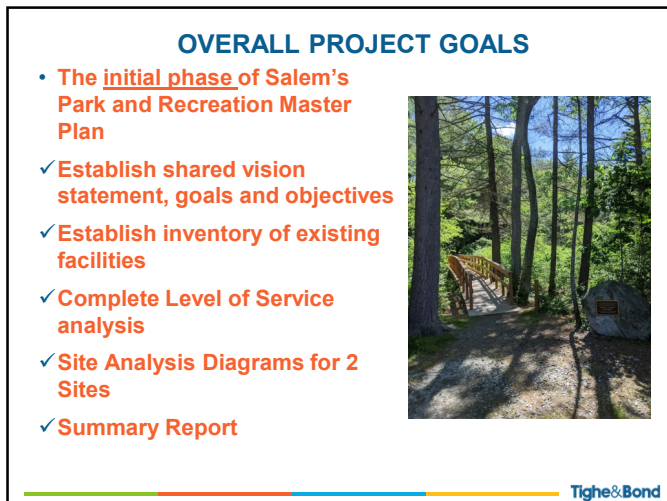 OVERALL PROJECT GOALS
• The initial phase of Salem's
Park and Recreation Master
Plan
✓ Establish shared vision
statement, goals and objectives
✓ Establish inventory of existing
facilities
✓ Complete Level of Service
analysis
✓ Site Analysis Diagrams for 2
Sites
✓ Summary Report
Tighe&Bond